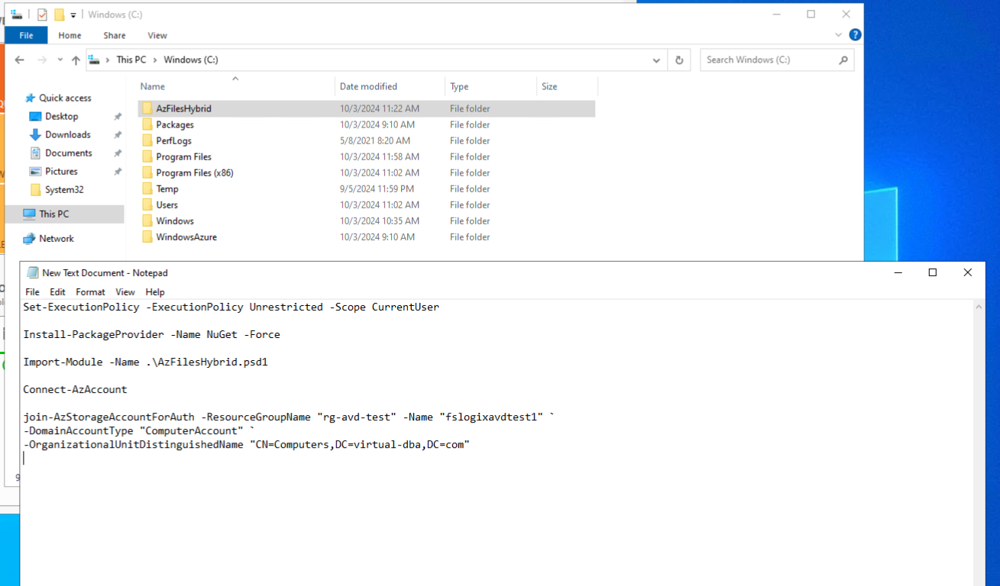 Windows (C:)
File Home Share View
This PC Windows (C:)
Search Windows (C:)
Name Date modified Type Size
Quick access
Desktop
Downloads
Documents
Pictures
System32
This PC
Network
AzFilesHybrid 10/3/2024 11:22 AM File folder
Packages 10/3/2024 9:10 AM File folder
PerfLogs 5/8/2021 8:20 AM File folder
Program Files 10/3/2024 11:58 AM File folder
Program Files (x86) 10/3/2024 11:02 AM File folder
Temp 9/5/2024 11:59 PM File folder
Users 10/3/2024 11:02 AM File folder
Windows 10/3/2024 10:35 AM File folder
WindowsAzure 10/3/2024 9:10 AM File folder
9
New Text Document - Notepad
File Edit Format View Help
Set-ExecutionPolicy -ExecutionPolicy Unrestricted -Scope CurrentUser
Install-PackageProvider -Name NuGet -Force
Import-Module -Name .\AzFilesHybrid.psd1
Connect-AzAccount
join-AzStorageAccountForAuth -ResourceGroupName "rg-avd-test" -Name "fslogixavdtest1" `
-DomainAccountType "ComputerAccount" `
-OrganizationalUnitDistinguishedName "CN=Computers,DC=virtual-dba,DC=com"